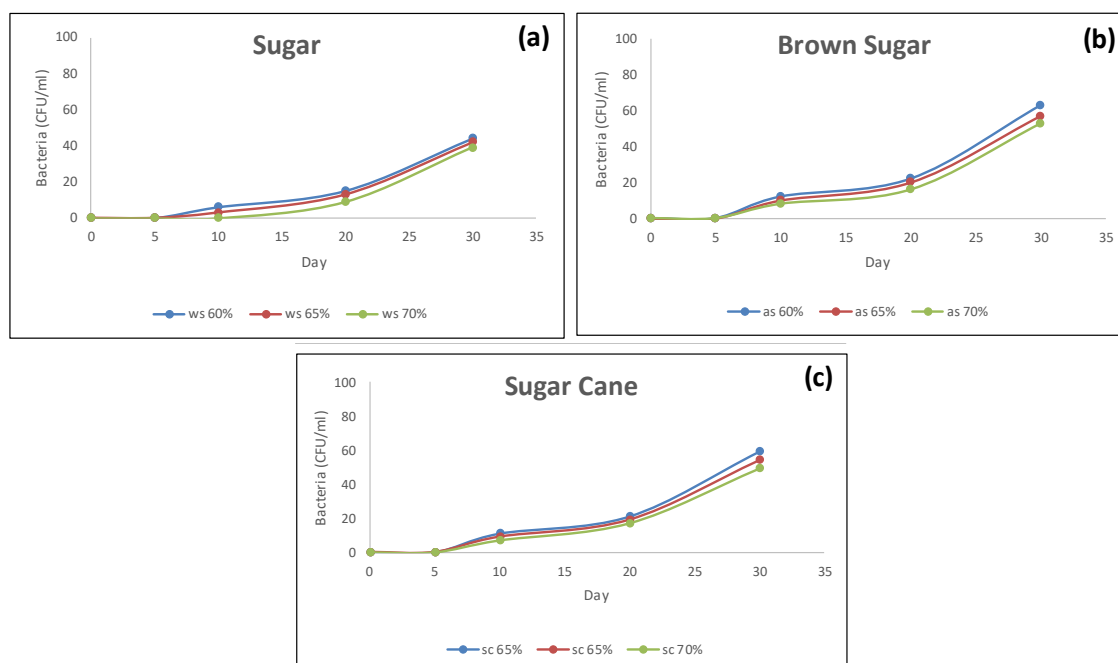 Sugar
(a)
Bacteria (CFU/ml)
100
80
60
40
20
0
0 5 10 15 20 25 30 35
Day
ws 60% ws 65% ws 70%
Brown Sugar
(b)
Bacteria (CFU/ml)
100
80
60
40
20
0
0 5 10 15 20 25 30 35
Day
as 60% as 65% as 70%
Sugar Cane
(c)
Bacteria (CFU/ml)
100
80
60
40
20
0
0 5 10 15 20 25 30 35
Day
sc 65% sc 65% sc 70%